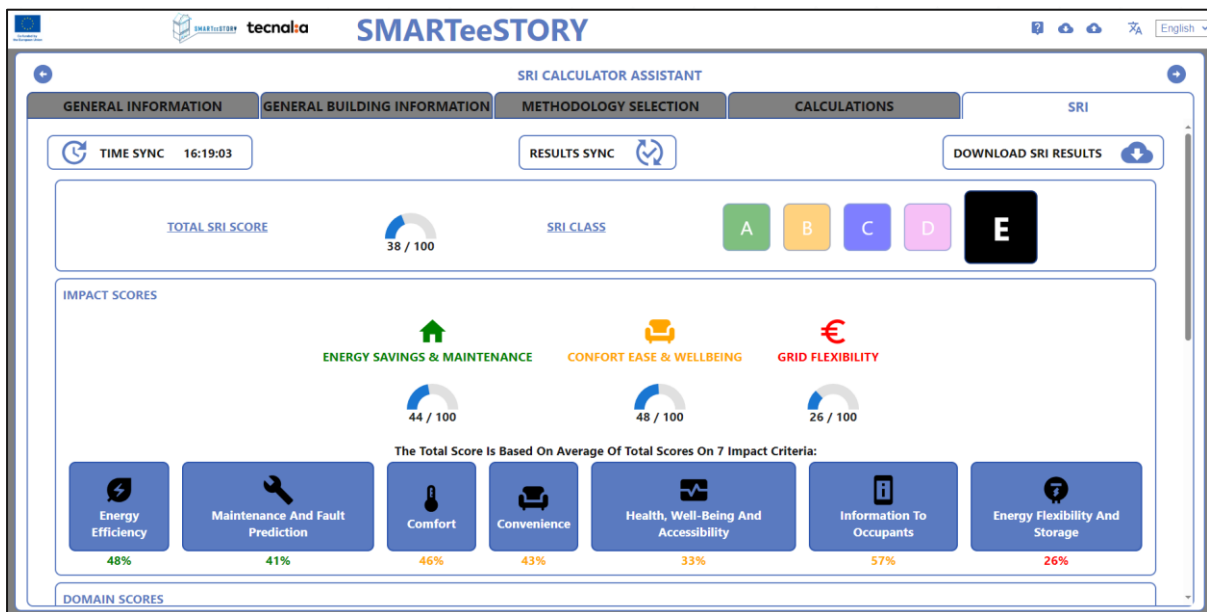 SMARTeeSTORY tecnal:a SMARTeeSTORY English
SRI CALCULATOR ASSISTANT
GENERAL INFORMATION GENERAL BUILDING INFORMATION METHODOLOGY SELECTION CALCULATIONS SRI
TIME SYNC 16:19:03 RESULTS SYNC DOWNLOAD SRI RESULTS
TOTAL SRI SCORE 38 / 100 SRI CLASS A B C D E
IMPACT SCORES
ENERGY SAVINGS & MAINTENANCE CONFORT EASE & WELLBEING GRID FLEXIBILITY
44 / 100 48 / 100 26 / 100
The Total Score Is Based On Average Of Total Scores On 7 Impact Criteria:
Energy Efficiency
Maintenance And Fault Prediction
Comfort
Convenience
Health, Well-Being And Accessibility
Information To Occupants
Energy Flexibility And Storage
48% 41% 46% 43% 33% 57% 26%
DOMAIN SCORES